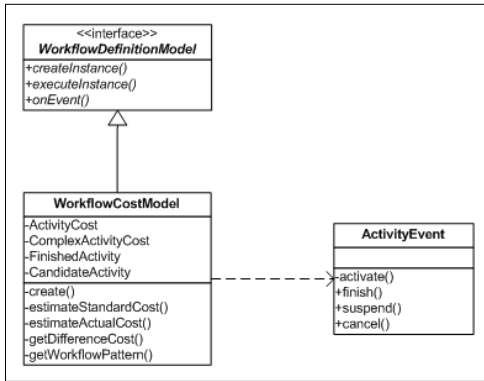 <<interface>>
WorkflowDefinitionModel
+createInstance()
+executeInstance()
+onEvent()
WorkflowCostModel
-ActivityCost
-ComplexActivityCost
-FinishedActivity
-CandidateActivity
-create()
-estimateStandardCost()
-estimateActualCost()
-getDifferenceCost()
-getWorkflowPattern()
ActivityEvent
-activate()
+finish()
+suspend()
+cancel()